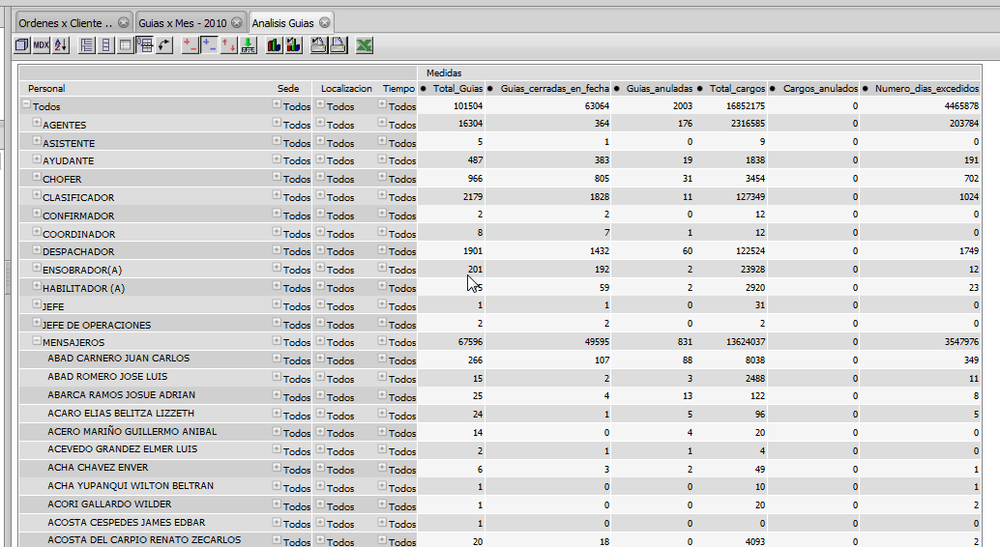 Ordenes x Cliente .. Guias x Mes - 2010 Analisis Guias
MDX
Medidas
Personal Sede Localizacion Tiempo Total_Guias Guias_cerradas_en_fecha Guias_anuladas Total_cargos Cargos_anulados Numero_dias_excedidos
Todos Todos Todos Todos 101504 63064 2003 16852175 0 4465878
AGENTES Todos Todos Todos 16304 364 176 2316585 0 203784
ASISTENTE Todos Todos Todos 5 1 0 9 0 0
AYUDANTE Todos Todos Todos 487 383 19 1838 0 191
CHOFER Todos Todos Todos 966 805 31 3454 0 702
CLASIFICADOR Todos Todos Todos 2179 1828 11 127349 0 1024
CONFIRMADOR Todos Todos Todos 2 2 0 12 0 0
COORDINADOR Todos Todos Todos 8 7 1 12 0 0
DESPACHADOR Todos Todos Todos 1901 1432 60 122524 0 1749
ENSOBRADOR(A) Todos Todos Todos 201 192 2 23928 0 12
HABILITADOR (A) Todos Todos Todos 59 2 2920 0 23
JEFE Todos Todos Todos 1 1 0 31 0 0
JEFE DE OPERACIONES Todos Todos Todos 2 2 0 2 0 0
MENSAJEROS Todos Todos Todos 67596 49595 831 13624037 0 3547976
ABAD CARNERO JUAN CARLOS Todos Todos Todos 266 107 88 8038 0 349
ABAD ROMERO JOSE LUIS Todos Todos Todos 15 2 3 2488 0 11
ABARCA RAMOS JOSUE ADRIAN Todos Todos Todos 25 4 13 122 0 8
ACARO ELIAS BELITZA LIZZETH Todos Todos Todos 24 1 5 96 0 5
ACERO MARIÑO GUILLERMO ANIBAL Todos Todos Todos 14 0 4 20 0 0
ACEVEDO GRANDEZ ELMER LUIS Todos Todos Todos 2 1 1 4 0 0
ACHA CHAVEZ ENVER Todos Todos Todos 6 3 2 49 0 1
ACHA YUPANQUI WILTON BELTRAN Todos Todos Todos 1 0 0 10 0 1
ACORI GALLARDO WILDER Todos Todos Todos 1 0 0 20 0 2
ACOSTA CESPEDES JAMES EDBAR Todos Todos Todos 1 0 0 0 0 0
ACOSTA DEL CARPIO RENATO ZECARLOS Todos Todos Todos 20 18 0 4093 0 2